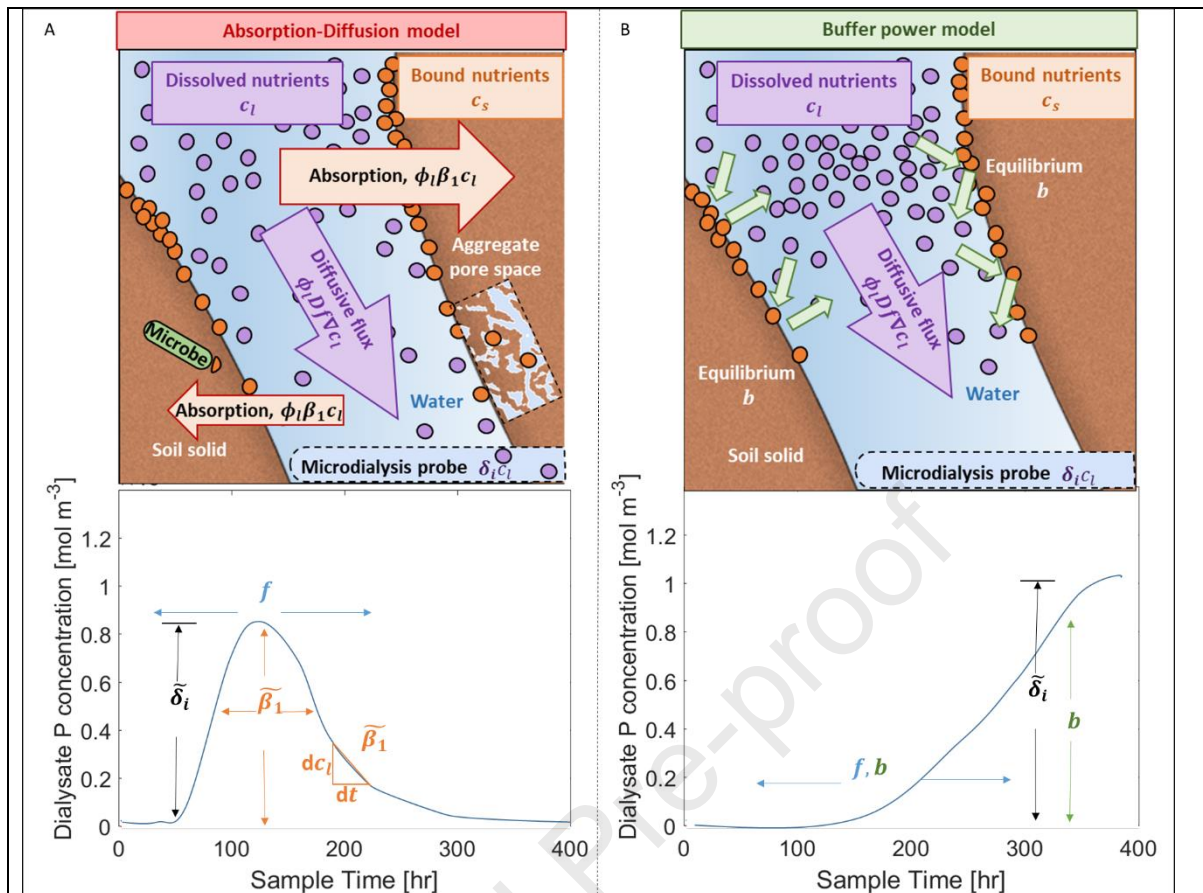 A
Absorption-Diffusion model
Dissolved nutrients
c_l
Bound nutrients
c_s
Absorption, ϕ_lβ_1c_l
Diffusive flux
ϕ_lDf∇c_l
Aggregate
pore space
Microbe
Absorption, ϕ_lβ_1c_l
Water
Soil solid
Microdialysis probe δ_ic_l
Dialysate P concentration [mol m⁻³]
1.2
1
0.8
0.6
0.4
0.2
0
f
δ̃_i
β̃_1
β̃_1
dc_l
dt
0 100 200 300 400
Sample Time [hr]
B
Buffer power model
Dissolved nutrients
c_l
Bound nutrients
c_s
Equilibrium
b
Diffusive flux
ϕ_lDf∇c_l
Equilibrium
b
Water
Soil solid
Microdialysis probe δ_ic_l
Dialysate P concentration [mol m⁻³]
1.2
1
0.8
0.6
0.4
0.2
0
δ̃_i
b
f, b
0 100 200 300 400
Sample Time [hr]
Pre-proof